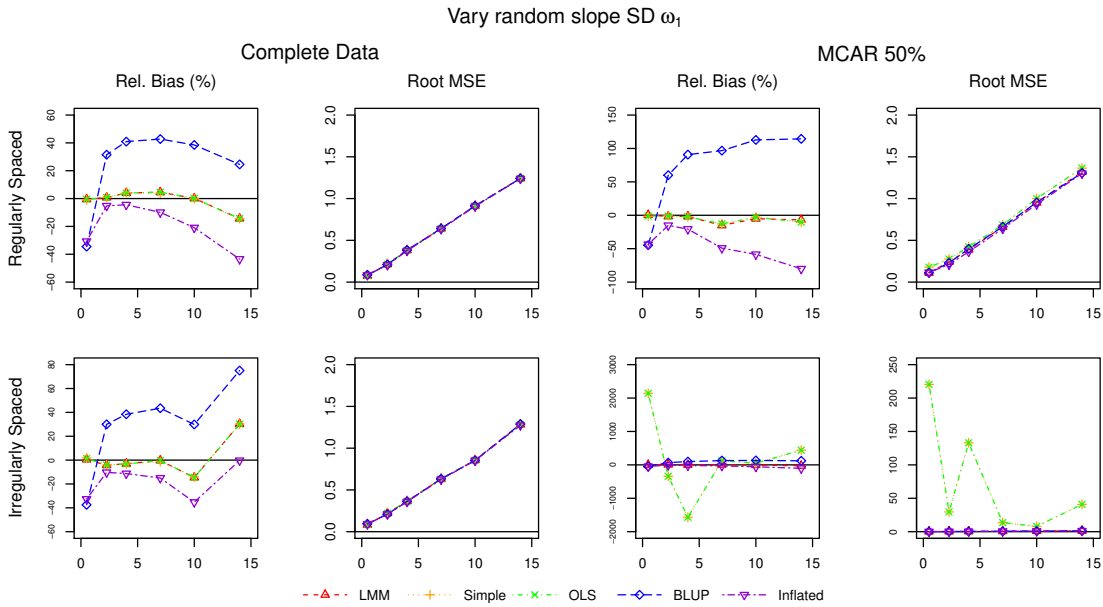 Vary random slope SD ω1
Complete Data MCAR 50%
Rel. Bias (%) Root MSE Rel. Bias (%) Root MSE
Regularly Spaced
−60 −40 −20 0 20 40 60
0 5 10 15
0.0 0.5 1.0 1.5 2.0
0 5 10 15
−100 −50 0 50 100 150
0 5 10 15
0.0 0.5 1.0 1.5 2.0
0 5 10 15
Irregularly Spaced
−60 −40 −20 0 20 40 60 80
0 5 10 15
0.0 0.5 1.0 1.5 2.0
0 5 10 15
−2000 −1000 0 1000 2000 3000
0 5 10 15
0 50 100 150 200 250
0 5 10 15
LMM Simple OLS BLUP Inflated